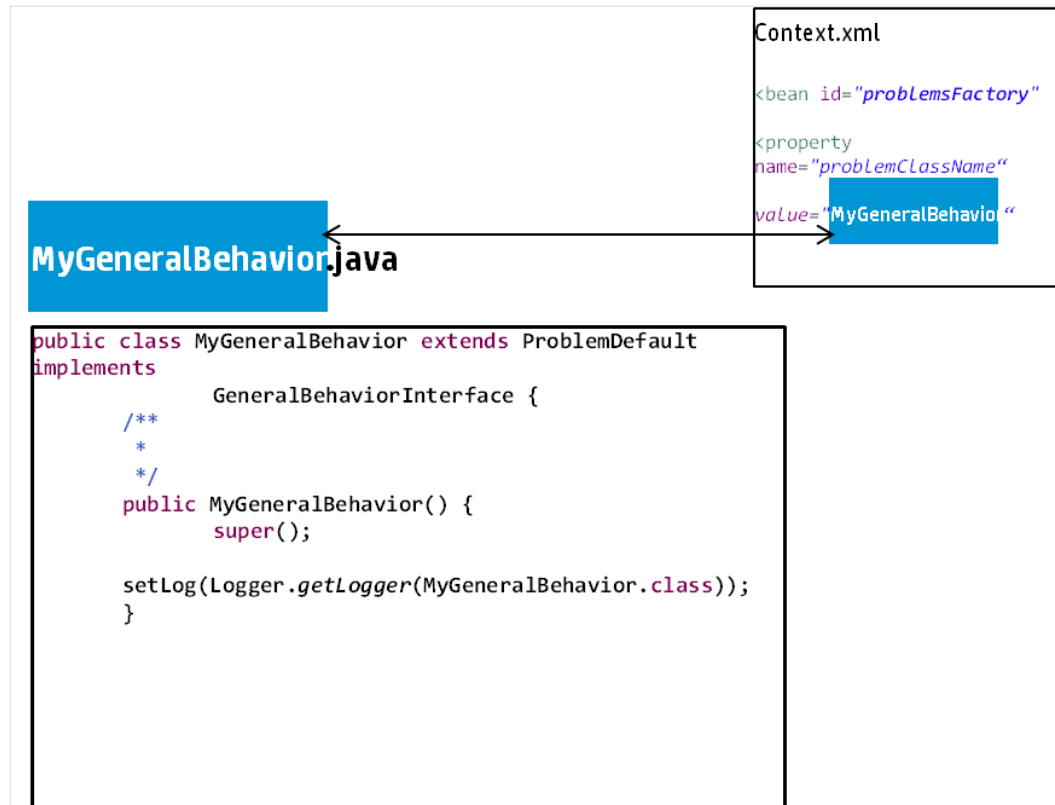 Context.xml
<bean id="problemsFactory"
<property
name="problemClassName“
value="MyGeneralBehavior“
MyGeneralBehavior.java
public class MyGeneralBehavior extends ProblemDefault
implements
GeneralBehaviorInterface {
/**
*
*/
public MyGeneralBehavior() {
super();
setLog(Logger.getLogger(MyGeneralBehavior.class));
}